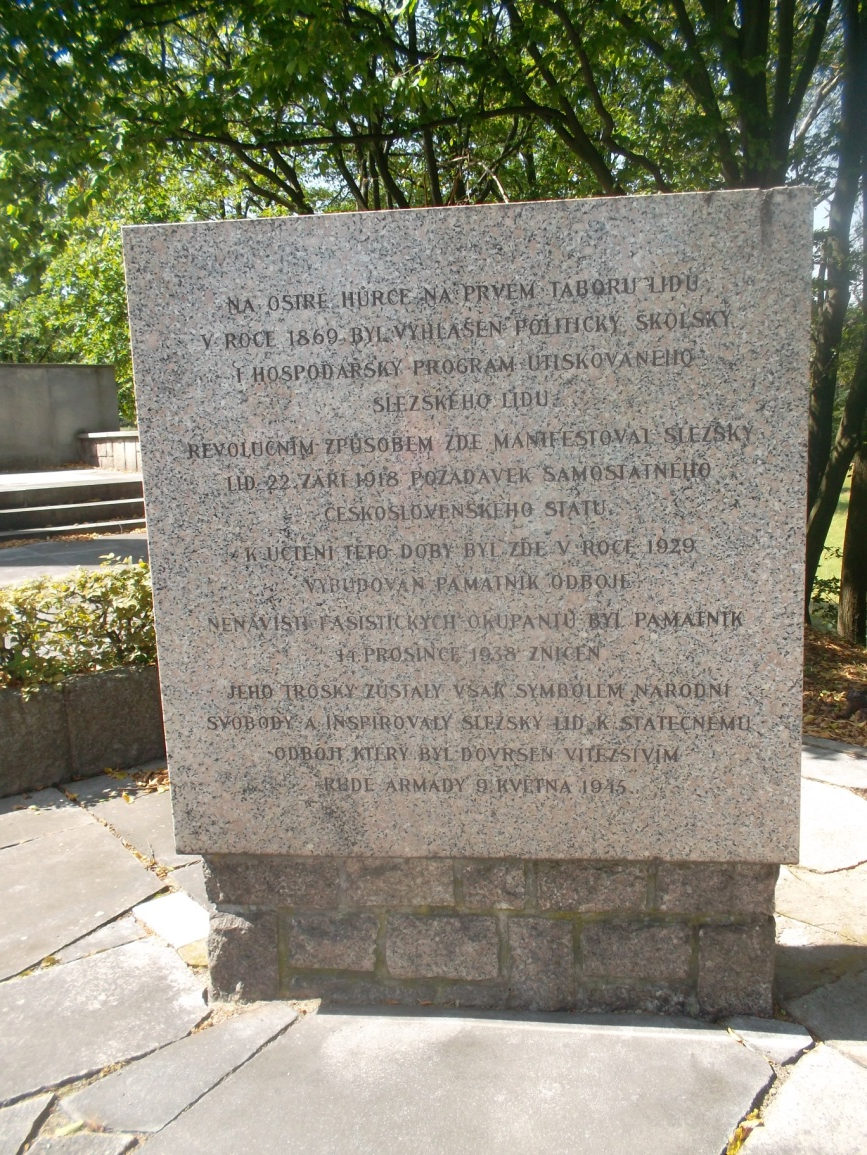 NA OSTRÉ HŮRCE NA PRVÉM TÁBORU LIDU
V ROCE 1869 BYL VYHLÁŠEN POLITICKÝ, ŠKOLSKÝ
I HOSPODÁŘSKÝ PROGRAM UTISKOVANÉHO
SLEZSKÉHO LIDU.
REVOLUČNÍM ZPŮSOBEM ZDE MANIFESTOVAL SLEZSKÝ
LID 22. ZÁŘÍ 1918 POŽADAVEK SAMOSTATNÉHO
ČESKOSLOVENSKÉHO STÁTU.
K UCTĚNÍ TÉTO DOBY BYL ZDE V ROCE 1929
VYBUDOVÁN PAMÁTNÍK ODBOJE.
NENÁVISTÍ FAŠISTICKÝCH OKUPANTŮ BYL PAMÁTNÍK
14. PROSINCE 1938 ZNIČEN.
JEHO TROSKY ZŮSTALY VŠAK SYMBOLEM NÁRODNÍ
SVOBODY A INSPIROVALY SLEZSKÝ LID K STATEČNÉMU
ODBOJI, KTERÝ BYL DOVRŠEN VÍTĚZSTVÍM
RUDÉ ARMÁDY 9. KVĚTNA 1945.